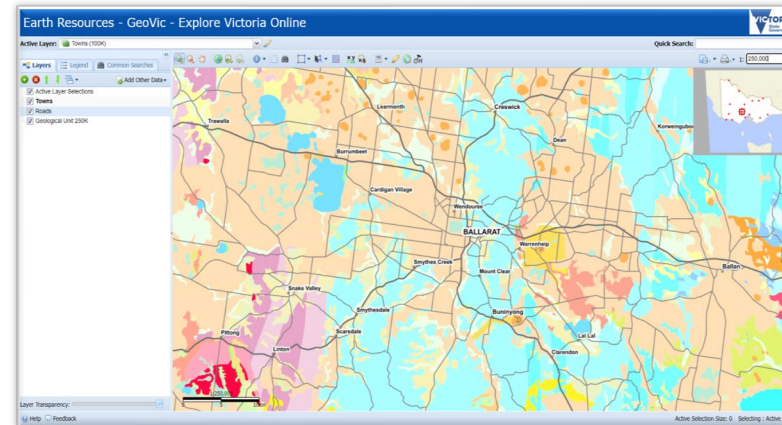 Earth Resources - GeoVic - Explore Victoria Online
Active Layer: Towns (100K)
Quick Search:
Layers
Legend
Common Searches
Add Other Data
1: 250,000
Active Layer Selections
Towns
Roads
Geological Unit 250K
Learmonth
Creswick
Trawalla
Dean
Burrumbeet
Cardigan Village
Wendouree
BALLARAT
Warrenheip
Smythes Creek
Mount Clear
Ballan
Snake Valley
Smythesdale
Buninyong
Pittong
Scarsdale
Lal Lal
Linton
Clarendon
Layer Transparency:
Help
Feedback
Active Selection Size: 0
Selecting : Active